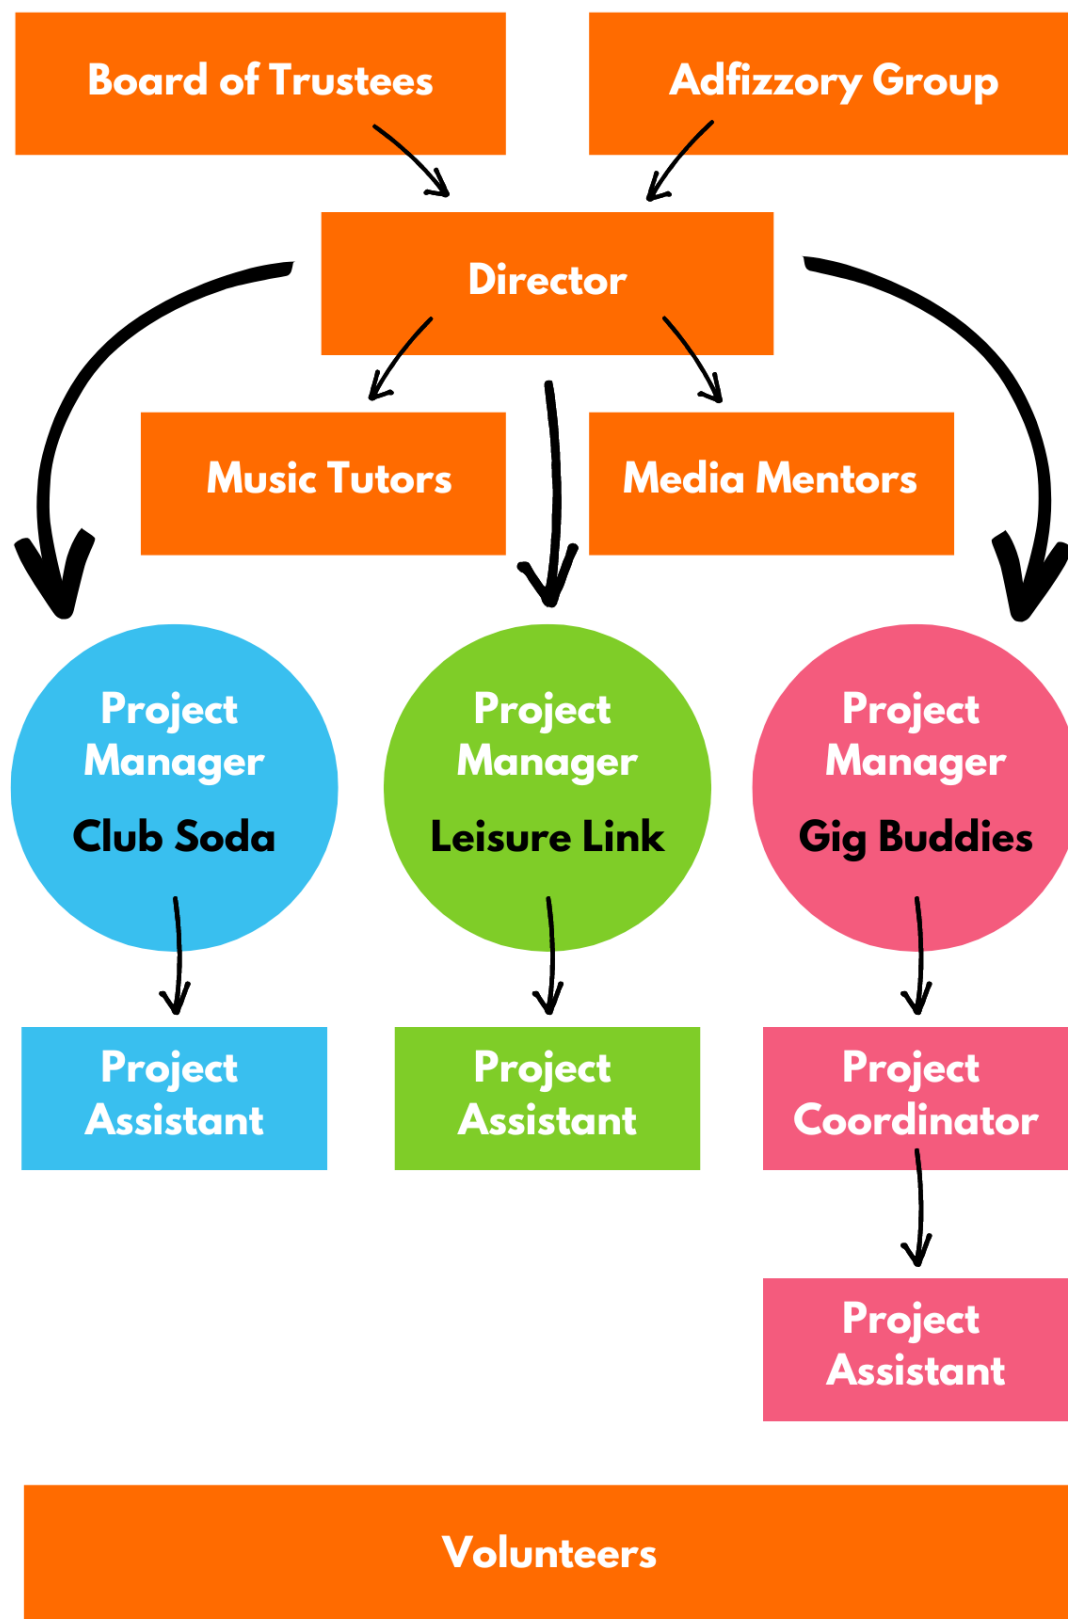 Board of Trustees
Adfizzory Group
Director
Music Tutors
Media Mentors
Project
Manager
Club Soda
Project
Manager
Leisure Link
Project
Manager
Gig Buddies
Project
Assistant
Project
Assistant
Project
Coordinator
Project
Assistant
Volunteers